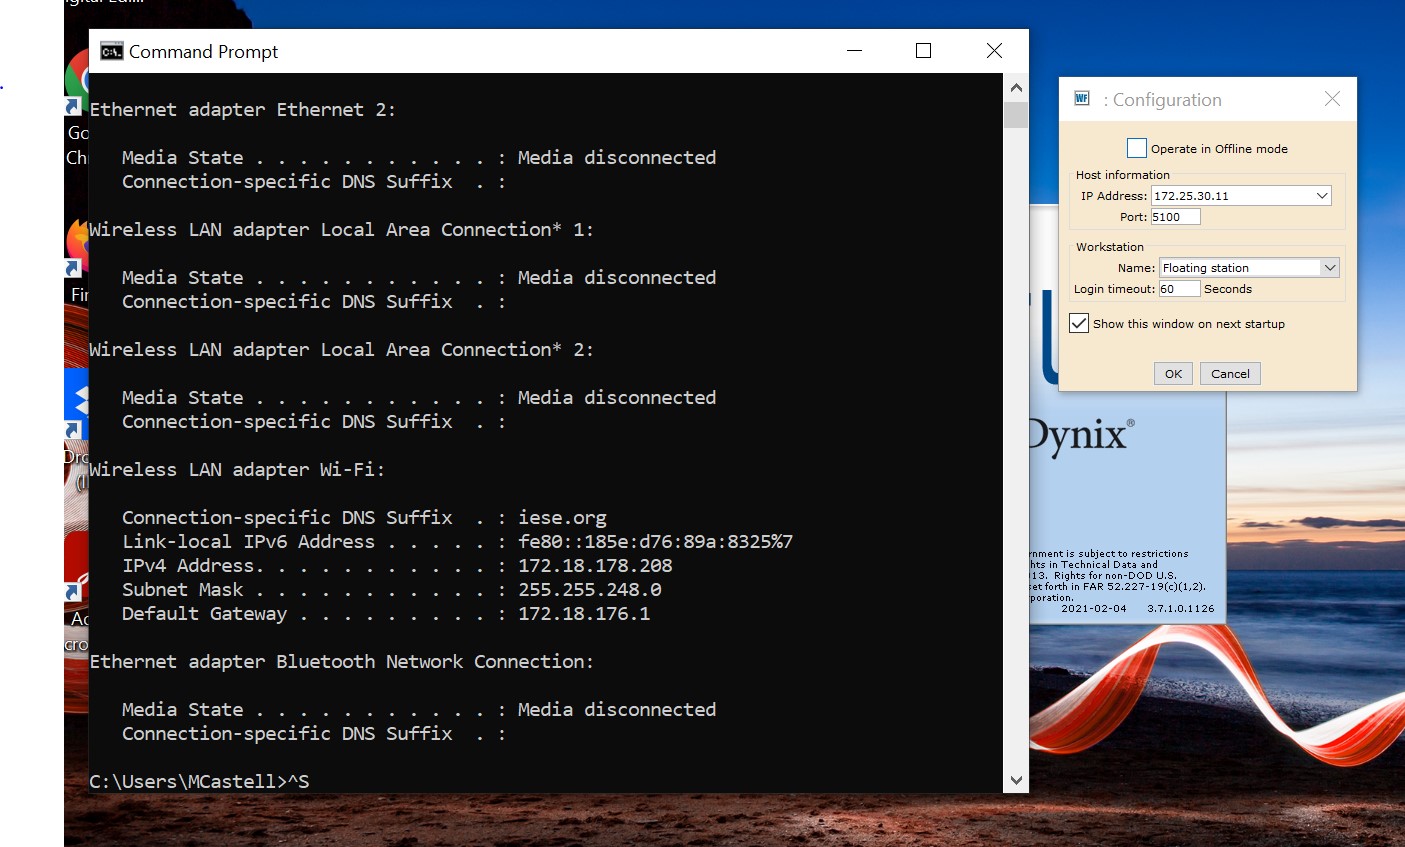 Command Prompt
Ethernet adapter Ethernet 2:
Media State . . . . . . . . . . . : Media disconnected
Connection-specific DNS Suffix  . :
Wireless LAN adapter Local Area Connection* 1:
Media State . . . . . . . . . . . : Media disconnected
Connection-specific DNS Suffix  . :
Wireless LAN adapter Local Area Connection* 2:
Media State . . . . . . . . . . . : Media disconnected
Connection-specific DNS Suffix  . :
Wireless LAN adapter Wi-Fi:
Connection-specific DNS Suffix  . : iese.org
Link-local IPv6 Address . . . . . : fe80::185e:d76:89a:8325%7
IPv4 Address. . . . . . . . . . . : 172.18.178.208
Subnet Mask . . . . . . . . . . . : 255.255.248.0
Default Gateway . . . . . . . . . : 172.18.176.1
Ethernet adapter Bluetooth Network Connection:
Media State . . . . . . . . . . . : Media disconnected
Connection-specific DNS Suffix  . :
C:\Users\MCastell>^S
WF : Configuration
Operate in Offline mode
Host information
IP Address: 172.25.30.11
Port: 5100
Workstation
Name: Floating station
Login timeout: 60 Seconds
Show this window on next startup
OK Cancel
Dynix®
rnment is subject to restrictions
hts in Technical Data and
13. Rights for non-DOD U.S.
set forth in FAR 52.227-19(c)(1,2).
poration.
2021-02-04 3.7.1.0.1126
Go
Ch
Fir
Dro
Ac
cro